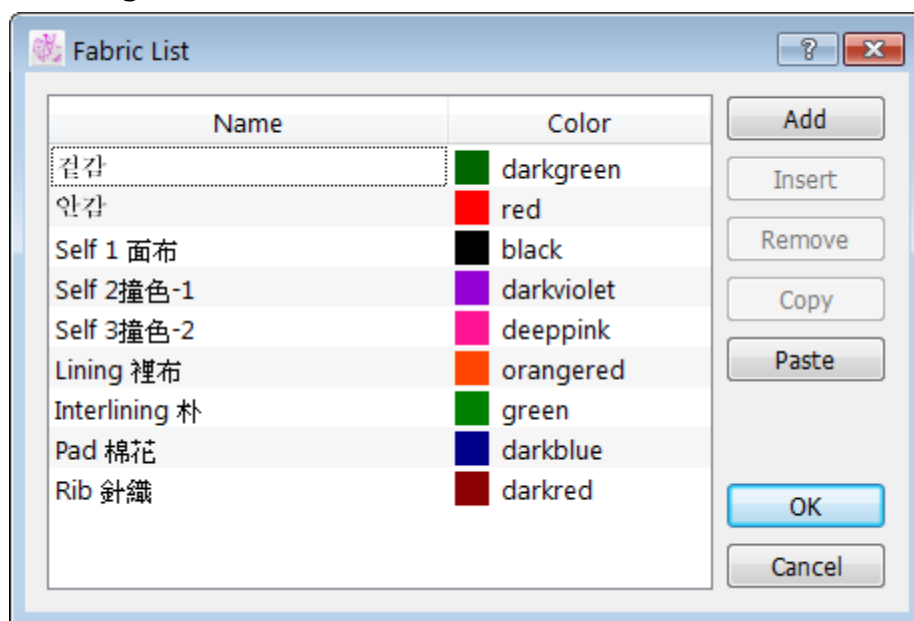 Fabric List
Name Color Add
겉감 darkgreen Insert
안감 red
Self 1 面布 black Remove
Self 2撞色-1 darkviolet Copy
Self 3撞色-2 deeppink
Lining 裡布 orangered Paste
Interlining 朴 green
Pad 棉花 darkblue
Rib 針織 darkred OK
Cancel